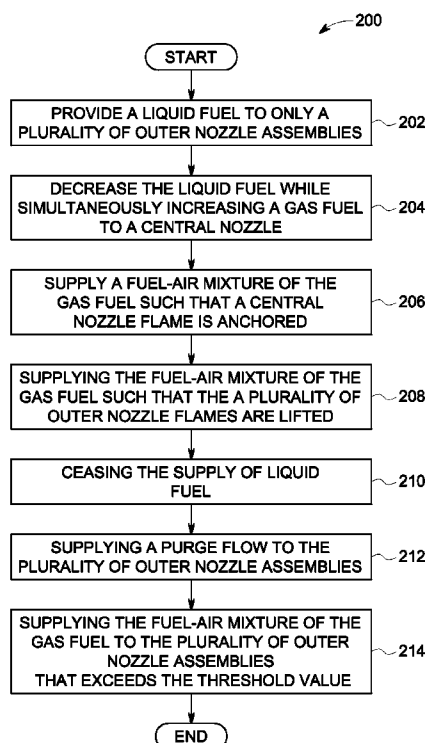 200
START
PROVIDE A LIQUID FUEL TO ONLY A
PLURALITY OF OUTER NOZZLE ASSEMBLIES
202
DECREASE THE LIQUID FUEL WHILE
SIMULTANEOUSLY INCREASING A GAS FUEL
TO A CENTRAL NOZZLE
204
SUPPLY A FUEL-AIR MIXTURE OF THE
GAS FUEL SUCH THAT A CENTRAL
NOZZLE FLAME IS ANCHORED
206
SUPPLYING THE FUEL-AIR MIXTURE OF THE
GAS FUEL SUCH THAT THE A PLURALITY OF
OUTER NOZZLE FLAMES ARE LIFTED
208
CEASING THE SUPPLY OF LIQUID
FUEL
210
SUPPLYING A PURGE FLOW TO THE
PLURALITY OF OUTER NOZZLE ASSEMBLIES
212
SUPPLYING THE FUEL-AIR MIXTURE OF THE
GAS FUEL TO THE PLURALITY OF OUTER
NOZZLE ASSEMBLIES
THAT EXCEEDS THE THRESHOLD VALUE
214
END